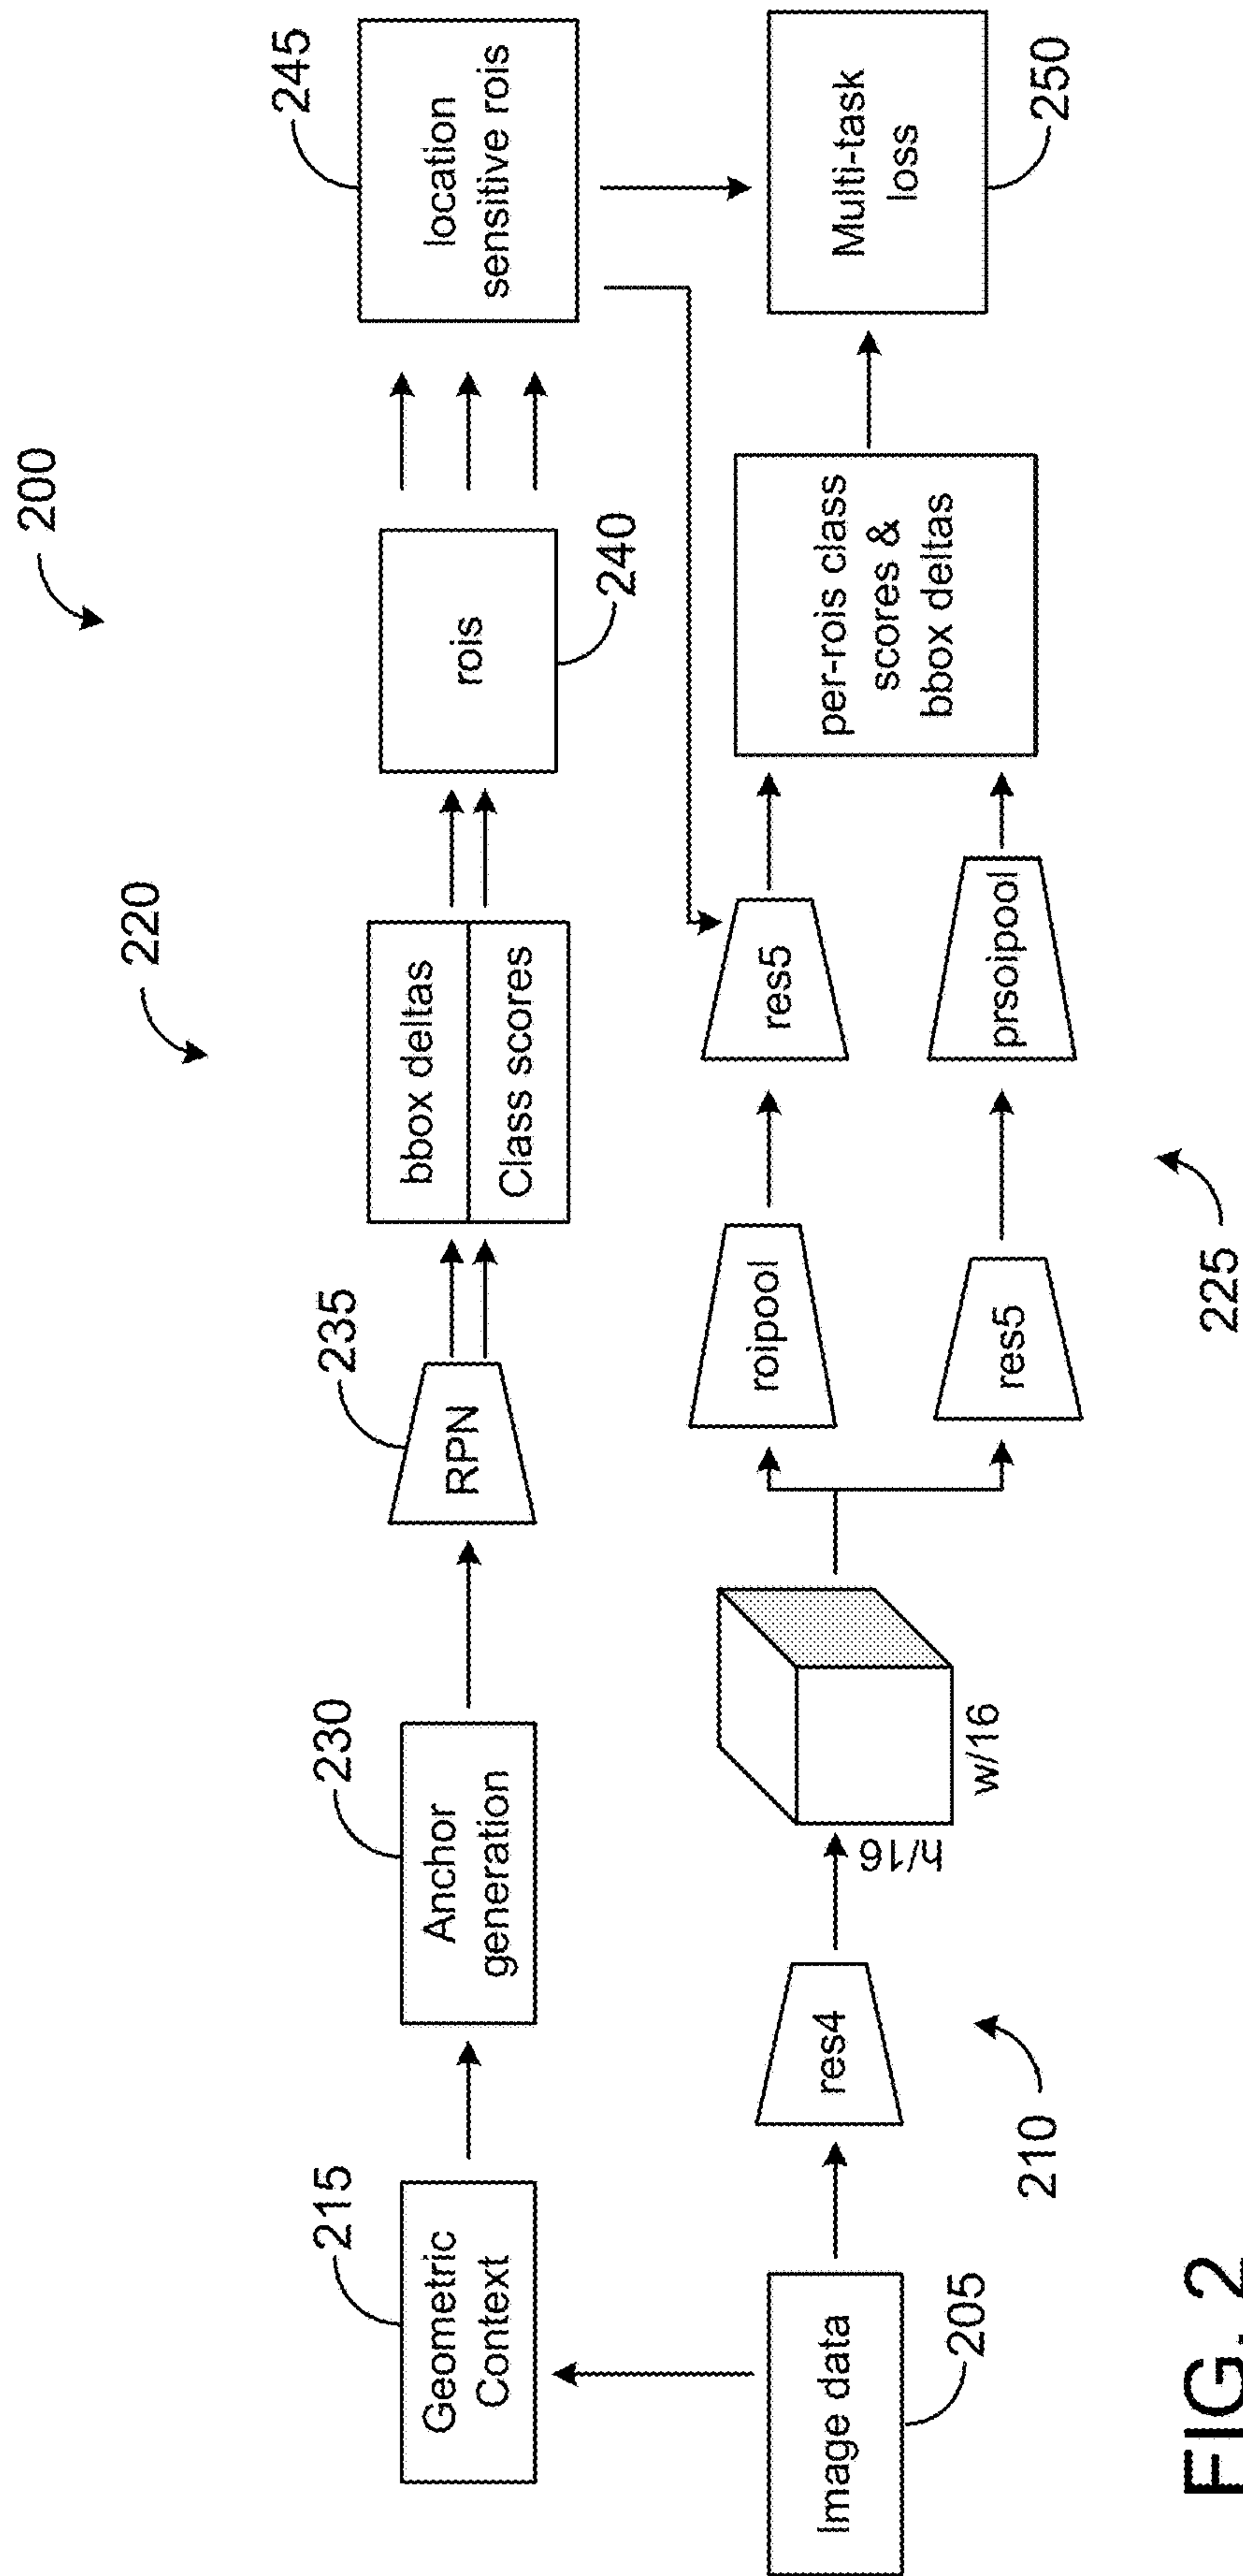 200
220
215
Geometric
Context
230
Anchor
generation
235
RPN
bbox deltas
Class scores
rois
240
245
location
sensitive rois
Image data
205
res4
210
h/16
w/16
roipool
res5
res5
prsoipool
225
per-rois class
scores &
bbox deltas
Multi-task
loss
250
FIG. 2